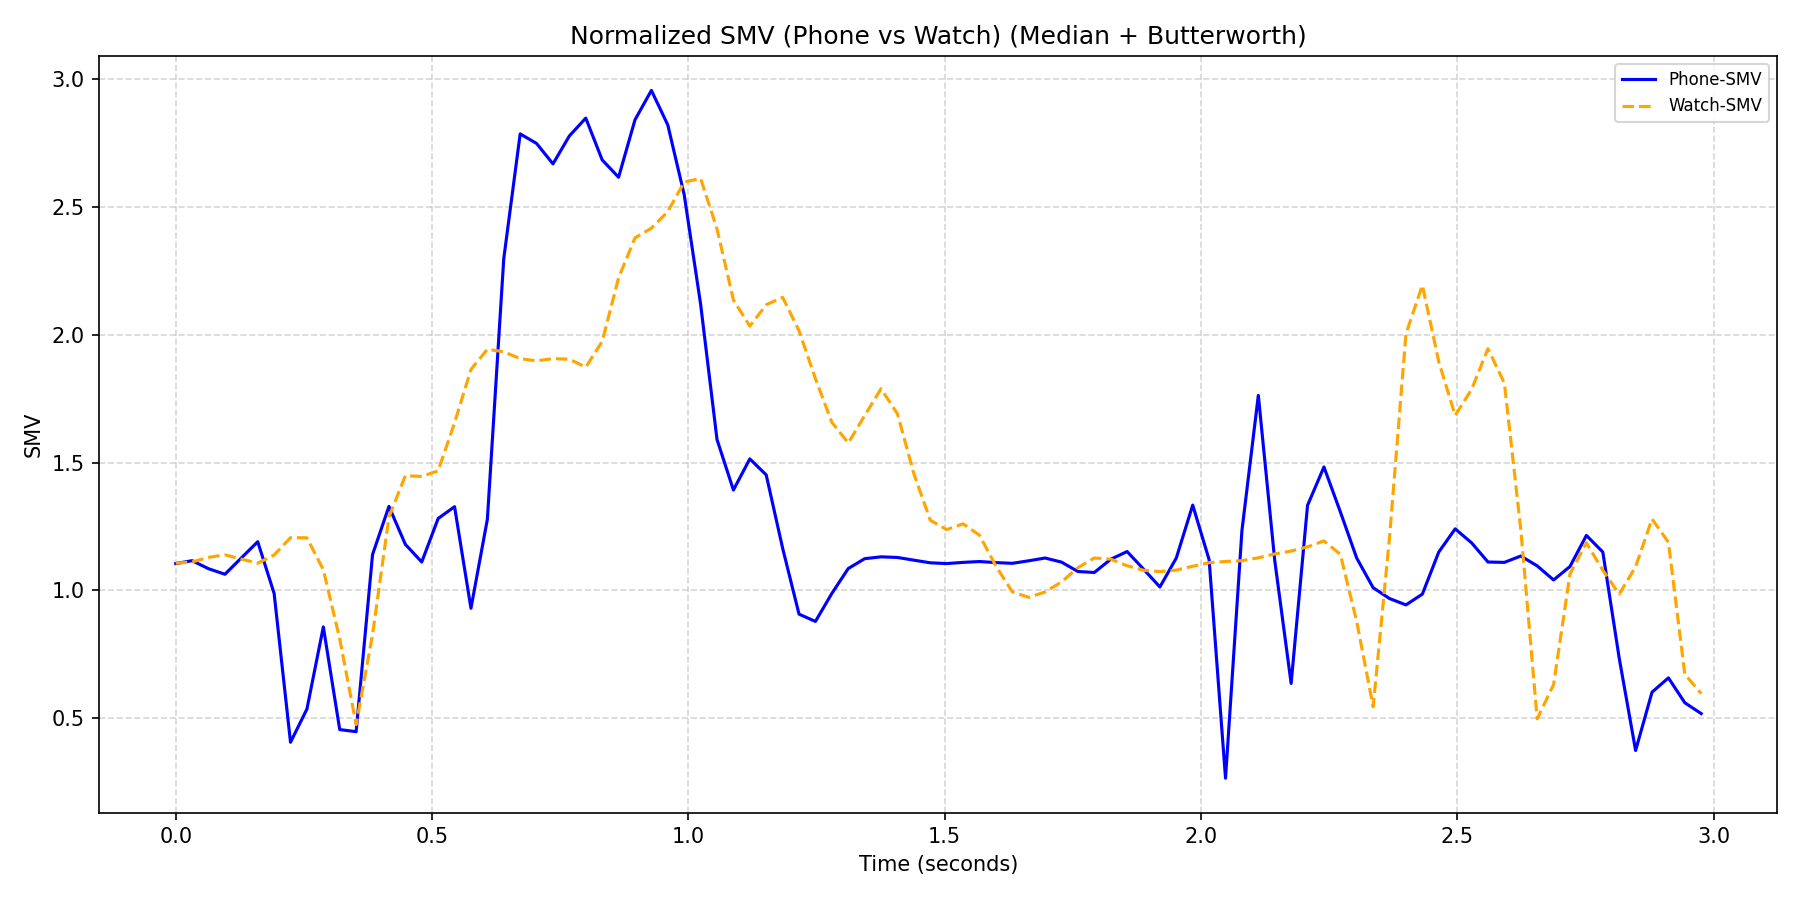 Normalized SMV (Phone vs Watch) (Median + Butterworth)
Phone-SMV
Watch-SMV
SMV
3.0
2.5
2.0
1.5
1.0
0.5
0.0 0.5 1.0 1.5 2.0 2.5 3.0
Time (seconds)